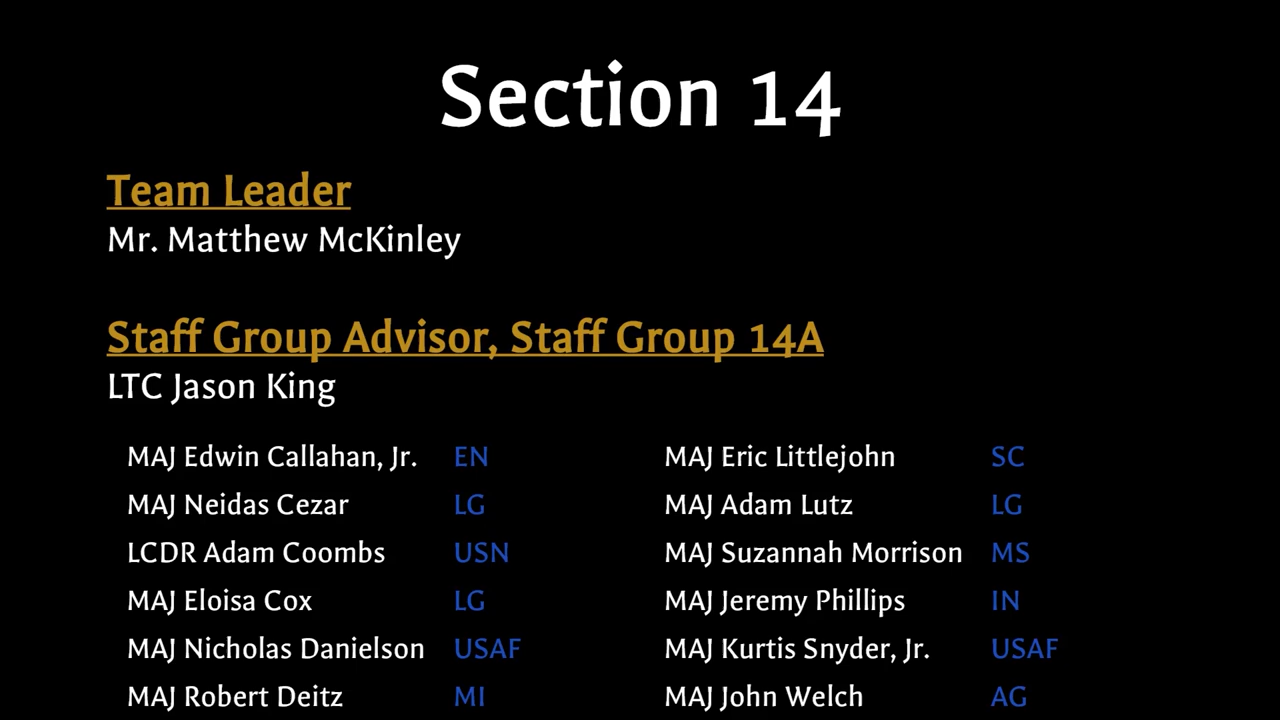 Section 14
Team Leader
Mr. Matthew McKinley
Staff Group Advisor, Staff Group 14A
LTC Jason King
MAJ Edwin Callahan, Jr. EN MAJ Eric Littlejohn SC
MAJ Neidas Cezar LG MAJ Adam Lutz LG
LCDR Adam Coombs USN MAJ Suzannah Morrison MS
MAJ Eloisa Cox LG MAJ Jeremy Phillips IN
MAJ Nicholas Danielson USAF MAJ Kurtis Snyder, Jr. USAF
MAJ Robert Deitz MI MAJ John Welch AG